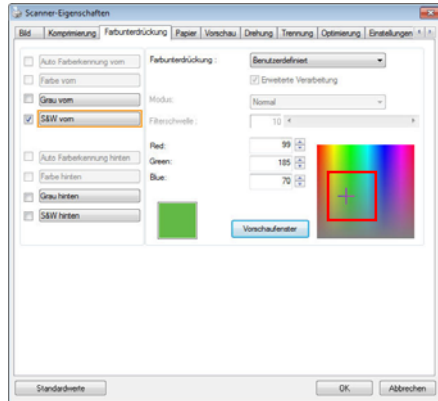 Scanner-Eigenschaften
Bild Komprimierung Farbunterdrückung Papier Vorschau Drehung Trennung Optimierung Einstellungen
Auto Farberkennung vorn
Farbe vorn
Grau vorn
S&W vorn
Auto Farberkennung hinten
Farbe hinten
Grau hinten
S&W hinten
Farbunterdrückung : Benutzerdefiniert
Erweiterte Verarbeitung
Modus: Normal
Filterschwelle : 10
Red: 99
Green: 185
Blue: 70
Vorschaufenster
Standardwerte OK Abbrechen